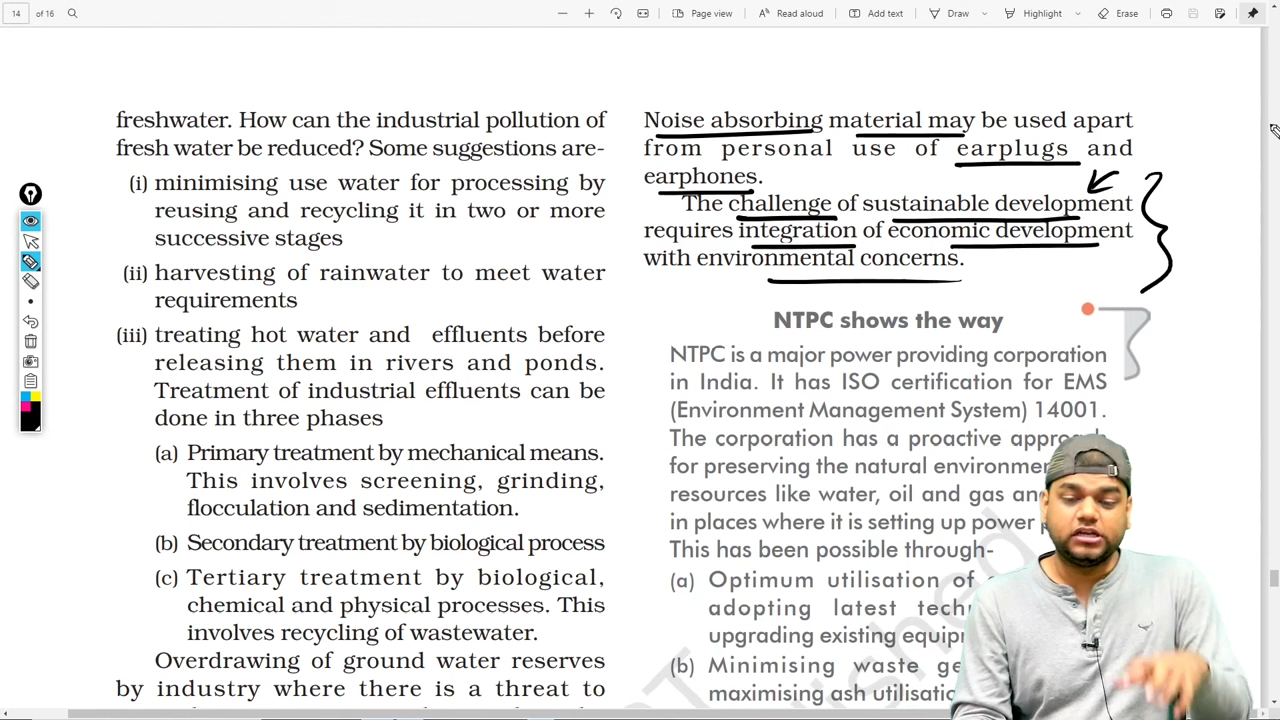 14 of 16 Page view Read aloud Add text Draw Highlight Erase
freshwater. How can the industrial pollution of
fresh water be reduced? Some suggestions are-
(i) minimising use water for processing by
reusing and recycling it in two or more
successive stages
(ii) harvesting of rainwater to meet water
requirements
(iii) treating hot water and effluents before
releasing them in rivers and ponds.
Treatment of industrial effluents can be
done in three phases
(a) Primary treatment by mechanical means.
This involves screening, grinding,
flocculation and sedimentation.
(b) Secondary treatment by biological process
(c) Tertiary treatment by biological,
chemical and physical processes. This
involves recycling of wastewater.
Overdrawing of ground water reserves
by industry where there is a threat to
Noise absorbing material may be used apart
from personal use of earplugs and
earphones.
The challenge of sustainable development
requires integration of economic development
with environmental concerns.
NTPC shows the way
NTPC is a major power providing corporation
in India. It has ISO certification for EMS
(Environment Management System) 14001.
The corporation has a proactive
for preserving the natural
resources like water, oil and gas
in places where it is setting up power
This has been possible through-
(a) Optimum utilisation of
adopting latest
upgrading existing
(b) Minimising waste
maximising ash